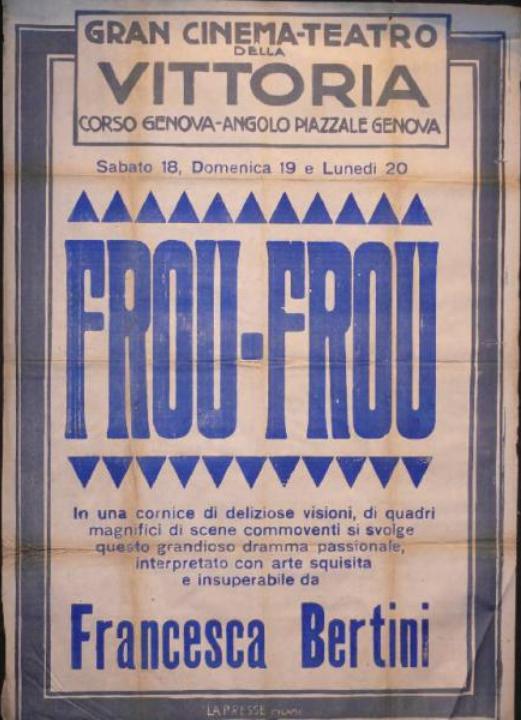 GRAN CINEMA-TEATRO
DELLA
VITTORIA
CORSO GENOVA-ANGOLO PIAZZALE GENOVA
Sabato 18, Domenica 19 e Lunedì 20
FROU-FROU
In una cornice di deliziose visioni, di quadri
magnifici di scene commoventi si svolge
questo grandioso dramma passionale,
interpretato con arte squisita
e insuperabile da
Francesca Bertini
LA PRESSE